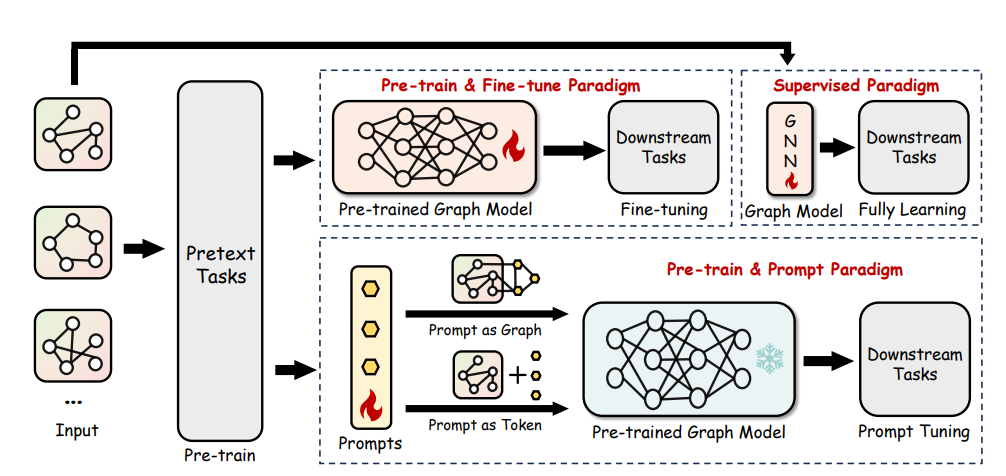 Input
...
Pretext
Tasks
Pre-train
Pre-train & Fine-tune Paradigm
Downstream
Tasks
Pre-trained Graph Model
Fine-tuning
Supervised Paradigm
G
N
N
Downstream
Tasks
Graph Model
Fully Learning
Pre-train & Prompt Paradigm
Prompts
Prompt as Graph
+
Prompt as Token
Pre-trained Graph Model
Downstream
Tasks
Prompt Tuning